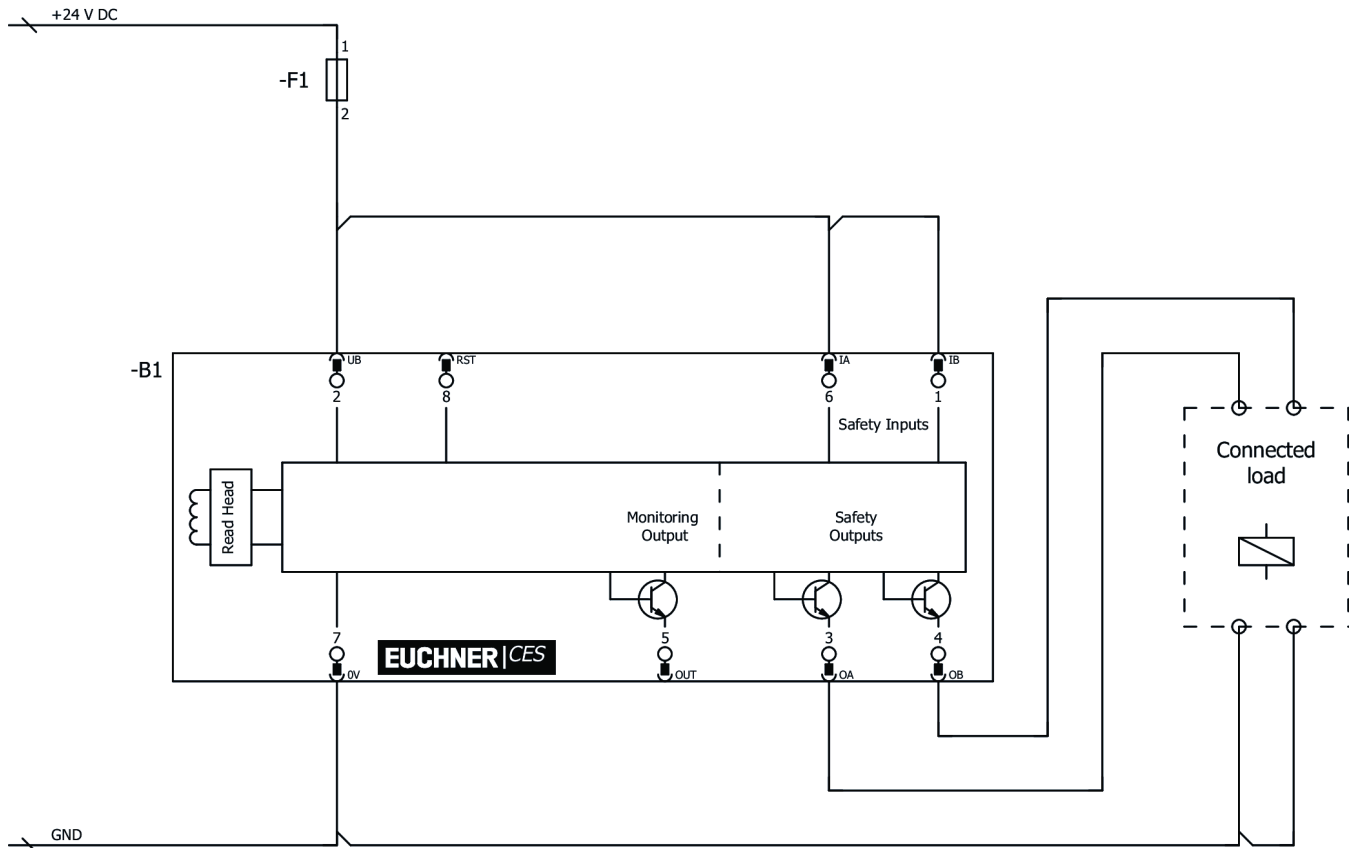 +24 V DC
1
-F1
2
-B1
UB
RST
IA
IB
2
8
6
1
Safety Inputs
Connected
load
Read Head
Monitoring
Output
Safety
Outputs
7
5
3
4
EUCHNER|CES
0V
OUT
OA
OB
GND